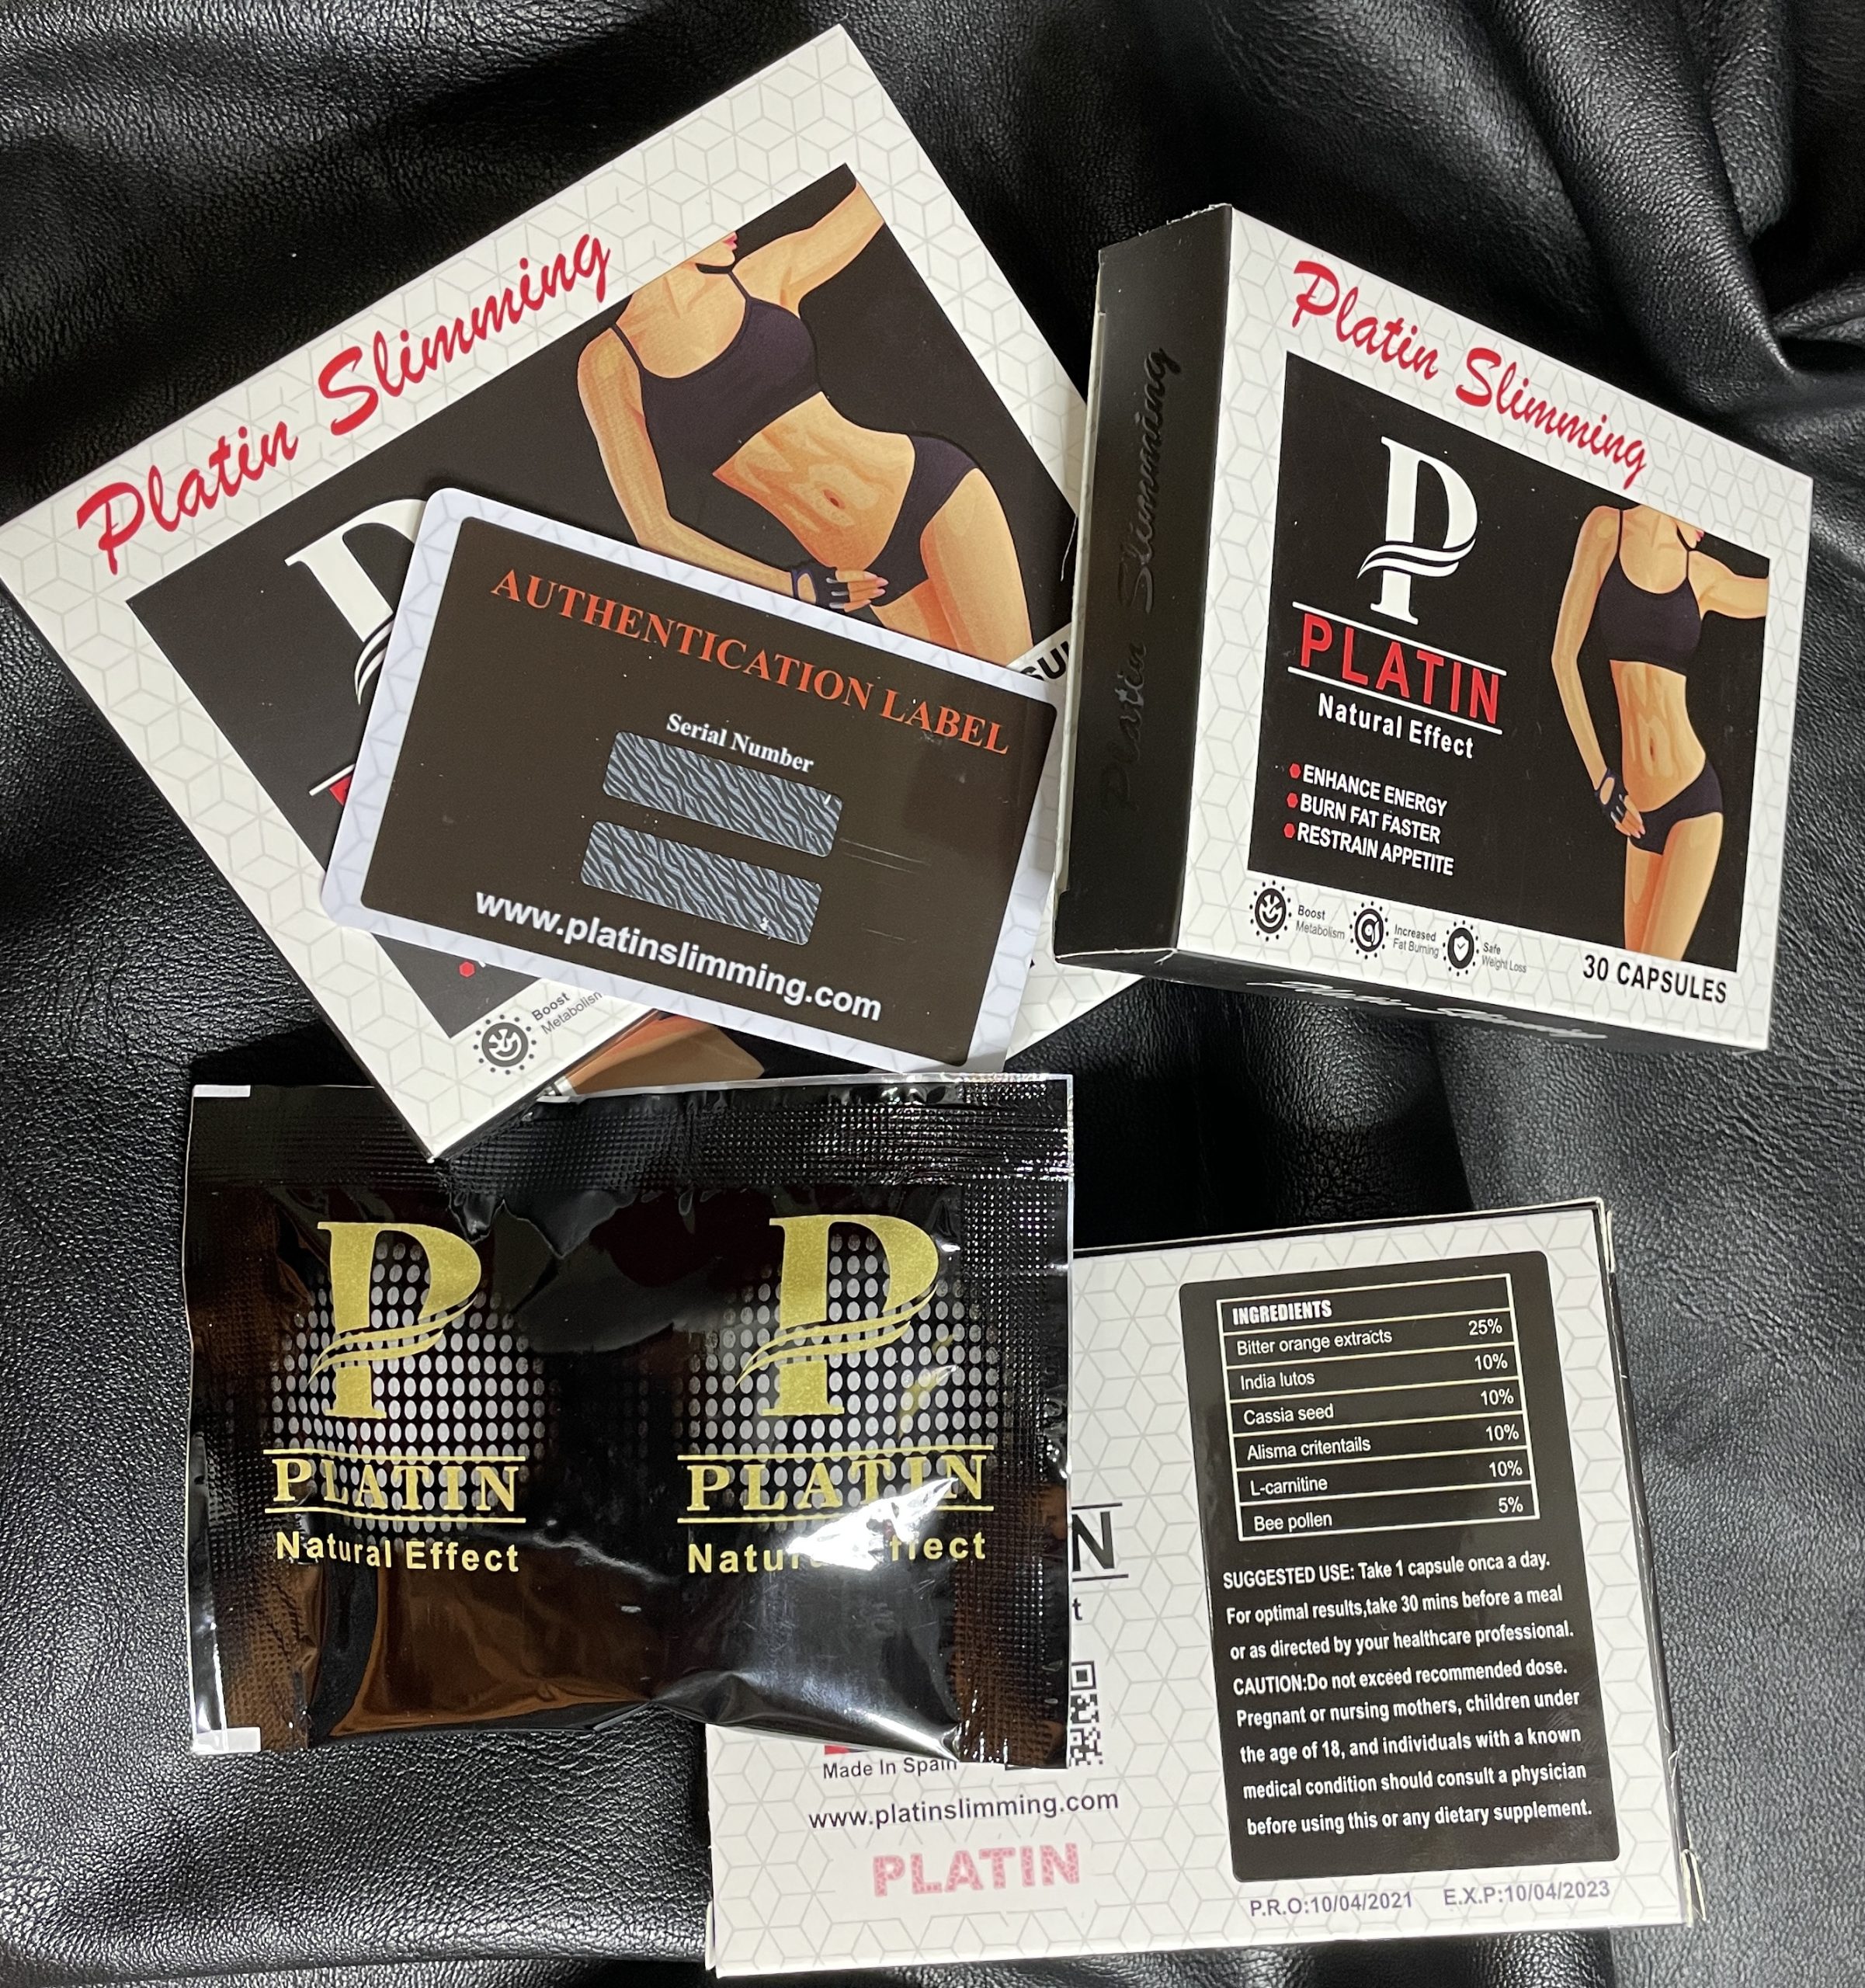 Platin Slimming
Boost
Metabolism
AUTHENTICATION LABEL
Serial Number
www.platinslimming.com
Platin Slimming
Platin Slimming
P
PLATIN
Natural Effect
ENHANCE ENERGY
BURN FAT FASTER
RESTRAIN APPETITE
Boost
Metabolism
Increased
Fat Burning
Safe
Weight Loss
30 CAPSULES
P
PLATIN
Natural Effect
P
PLATIN
Natural Effect
INGREDIENTS
Bitter orange extracts 25%
India lutos 10%
Cassia seed 10%
Alisma critentails 10%
L-carnitine 10%
Bee pollen 5%
SUGGESTED USE: Take 1 capsule onca a day.
For optimal results,take 30 mins before a meal
or as directed by your healthcare professional.
CAUTION:Do not exceed recommended dose.
Pregnant or nursing mothers, children under
the age of 18, and individuals with a known
medical condition should consult a physician
before using this or any dietary supplement.
Made In Spain
www.platinslimming.com
PLATIN
P.R.O:10/04/2021 E.X.P:10/04/2023